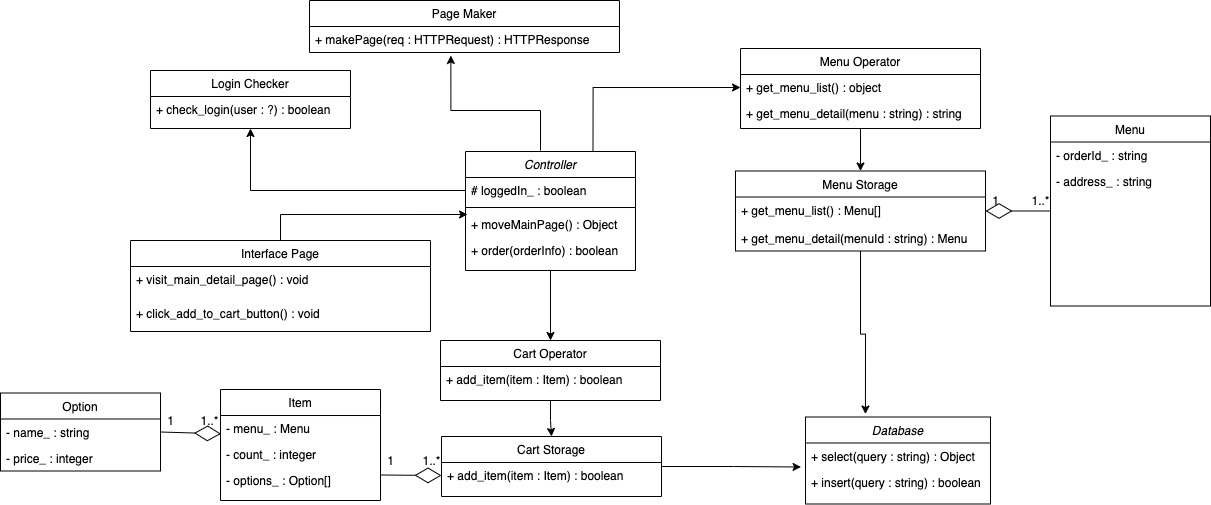 Page Maker
+ makePage(req : HTTPRequest) : HTTPResponse
Login Checker
+ check_login(user : ?) : boolean
Menu Operator
+ get_menu_list() : object
+ get_menu_detail(menu : string) : string
Menu
- orderId_ : string
- address_ : string
Controller
# loggedIn_ : boolean
+ moveMainPage() : Object
+ order(orderInfo) : boolean
Menu Storage
+ get_menu_list() : Menu[]
+ get_menu_detail(menuId : string) : Menu
1
1..*
Interface Page
+ visit_main_detail_page() : void
+ click_add_to_cart_button() : void
Cart Operator
+ add_item(item : Item) : boolean
Option
- name_ : string
- price_ : integer
1
1..*
Item
- menu_ : Menu
- count_ : integer
- options_ : Option[]
1
1..*
Cart Storage
+ add_item(item : Item) : boolean
Database
+ select(query : string) : Object
+ insert(query : string) : boolean